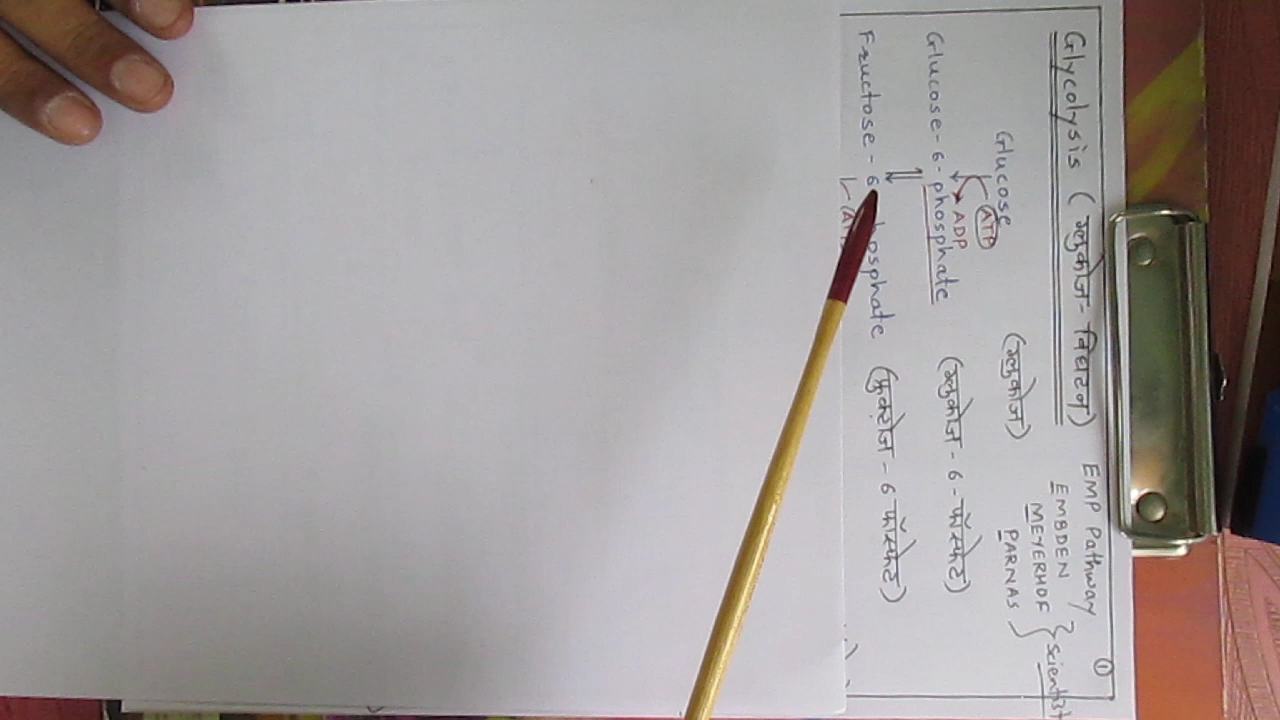 ①
Glycolysis (ग्लूकोज-विघटन) EMP Pathway
EMBDEN
MEYERHOF
PARNAS
Scientist
Glucose (ग्लुकोज)
ATP
ADP
Glucose-6-phosphate (ग्लुकोज-6-फॉस्फेट)
Fructose-6 phosphate (फ्रुक्टोज-6 फॉस्फेट)